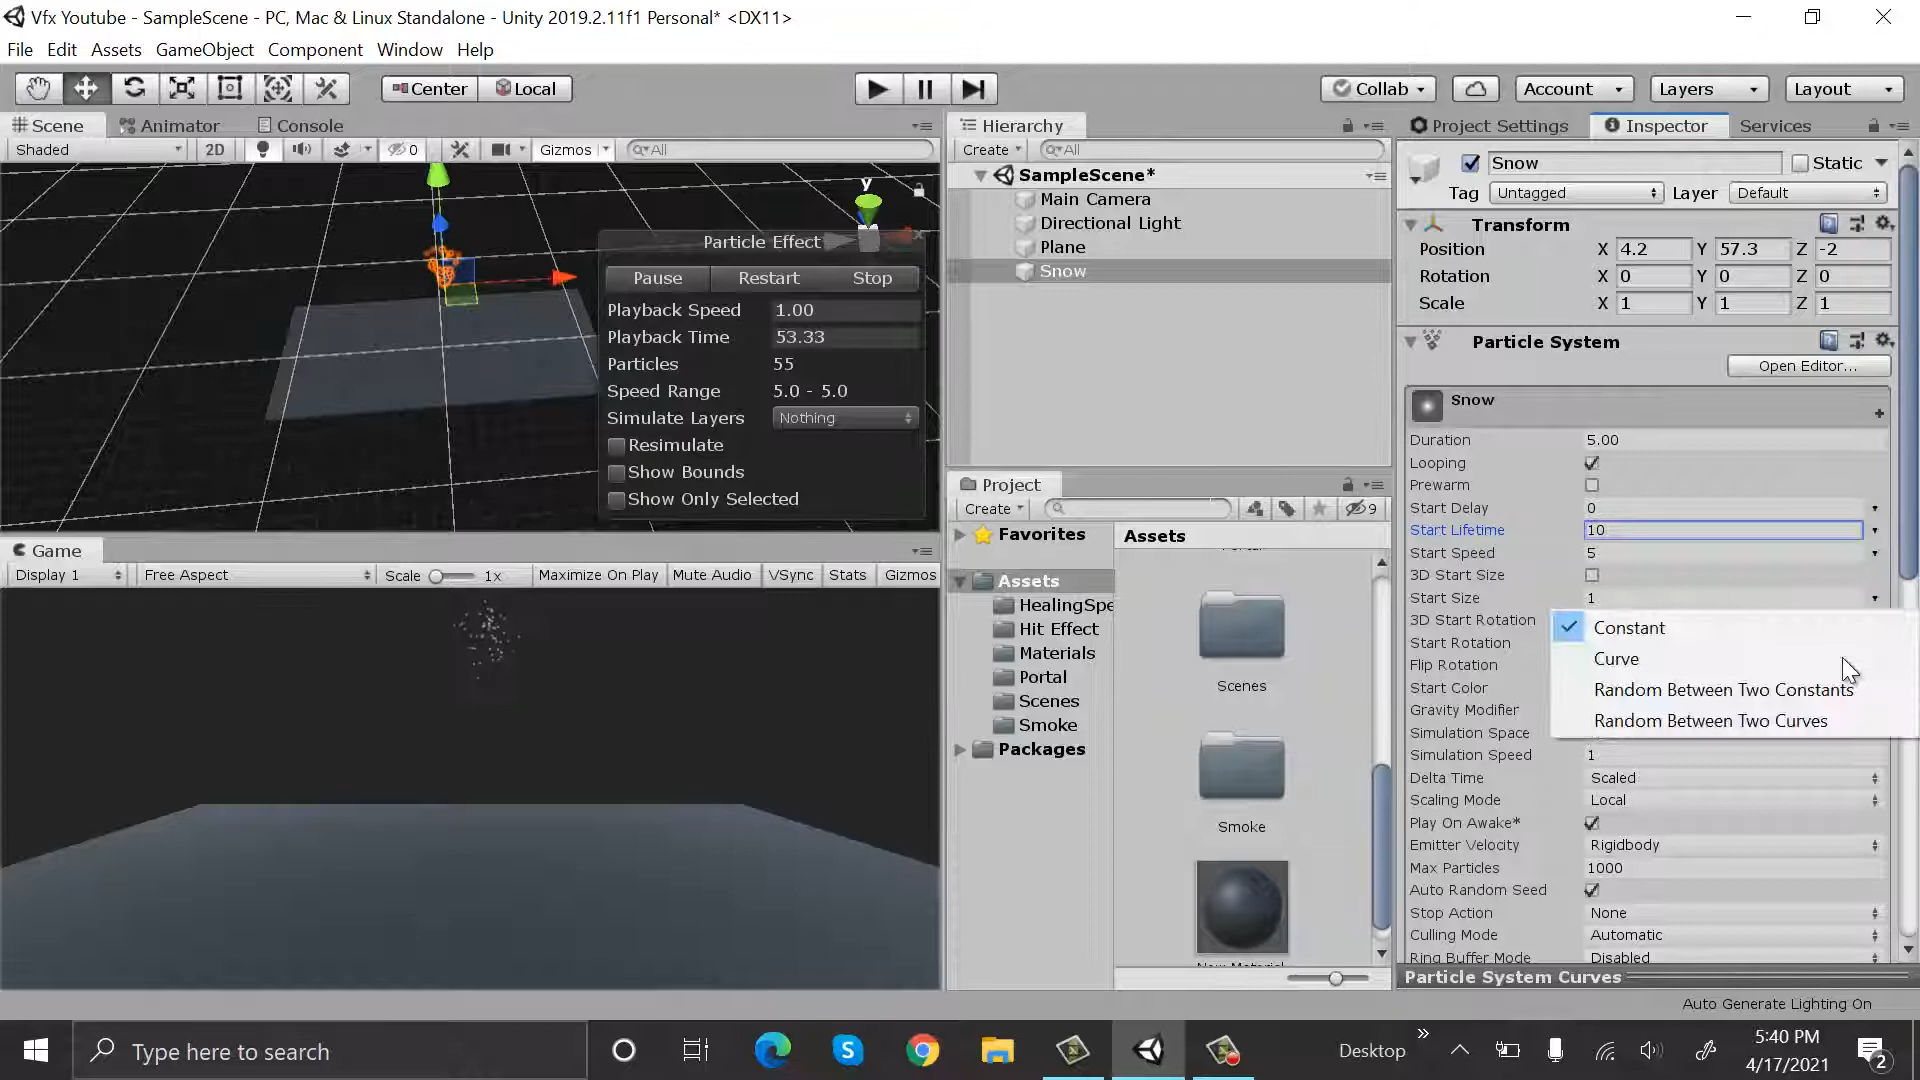 Vfx Youtube - SampleScene - PC, Mac & Linux Standalone - Unity 2019.2.11f1 Personal* <DX11>
File Edit Assets GameObject Component Window Help
Center Local Collab Account Layers Layout
Scene Animator Console
Shaded 2D 0 Gizmos All
y
Particle Effect
Pause Restart Stop
Playback Speed 1.00
Playback Time 53.33
Particles 55
Speed Range 5.0 - 5.0
Simulate Layers Nothing
Resimulate
Show Bounds
Show Only Selected
Game
Display 1 Free Aspect Scale 1x Maximize On Play Mute Audio VSync Stats Gizmos
Hierarchy
Create All
SampleScene*
Main Camera
Directional Light
Plane
Snow
Project
Create 9
Favorites
Assets
HealingSpe
Hit Effect
Materials
Portal
Scenes
Smoke
Packages
Assets
Scenes
Smoke
Project Settings Inspector Services
Snow Static
Tag Untagged Layer Default
Transform
Position X 4.2 Y 57.3 Z -2
Rotation X 0 Y 0 Z 0
Scale X 1 Y 1 Z 1
Particle System
Open Editor...
Snow
Duration 5.00
Looping
Prewarm
Start Delay 0
Start Lifetime 10
Start Speed 5
3D Start Size
Start Size 1
3D Start Rotation
Start Rotation
Flip Rotation
Start Color
Gravity Modifier
Simulation Space
Constant
Curve
Random Between Two Constants
Random Between Two Curves
Simulation Speed 1
Delta Time Scaled
Scaling Mode Local
Play On Awake*
Emitter Velocity Rigidbody
Max Particles 1000
Auto Random Seed
Stop Action None
Culling Mode Automatic
Ring Buffer Mode Disabled
Particle System Curves
Auto Generate Lighting On
Type here to search
Desktop
5:40 PM
4/17/2021
2